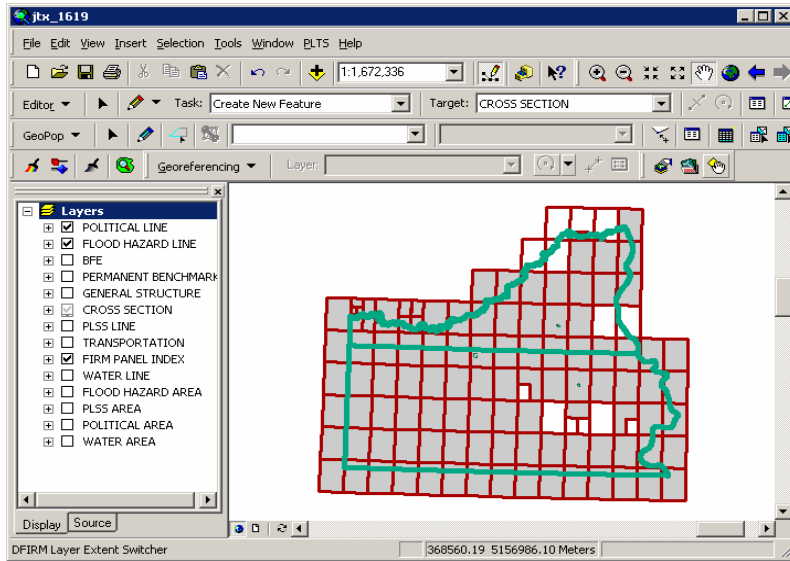 jtx_1619
File Edit View Insert Selection Tools Window PLTS Help
1:1,672,336
Editor Task: Create New Feature Target: CROSS SECTION
GeoPop
Georeferencing Layer:
Layers
POLITICAL LINE
FLOOD HAZARD LINE
BFE
PERMANENT BENCHMARK
GENERAL STRUCTURE
CROSS SECTION
PLSS LINE
TRANSPORTATION
FIRM PANEL INDEX
WATER LINE
FLOOD HAZARD AREA
PLSS AREA
POLITICAL AREA
WATER AREA
Display Source
DFIRM Layer Extent Switcher 368560.19 5156986.10 Meters